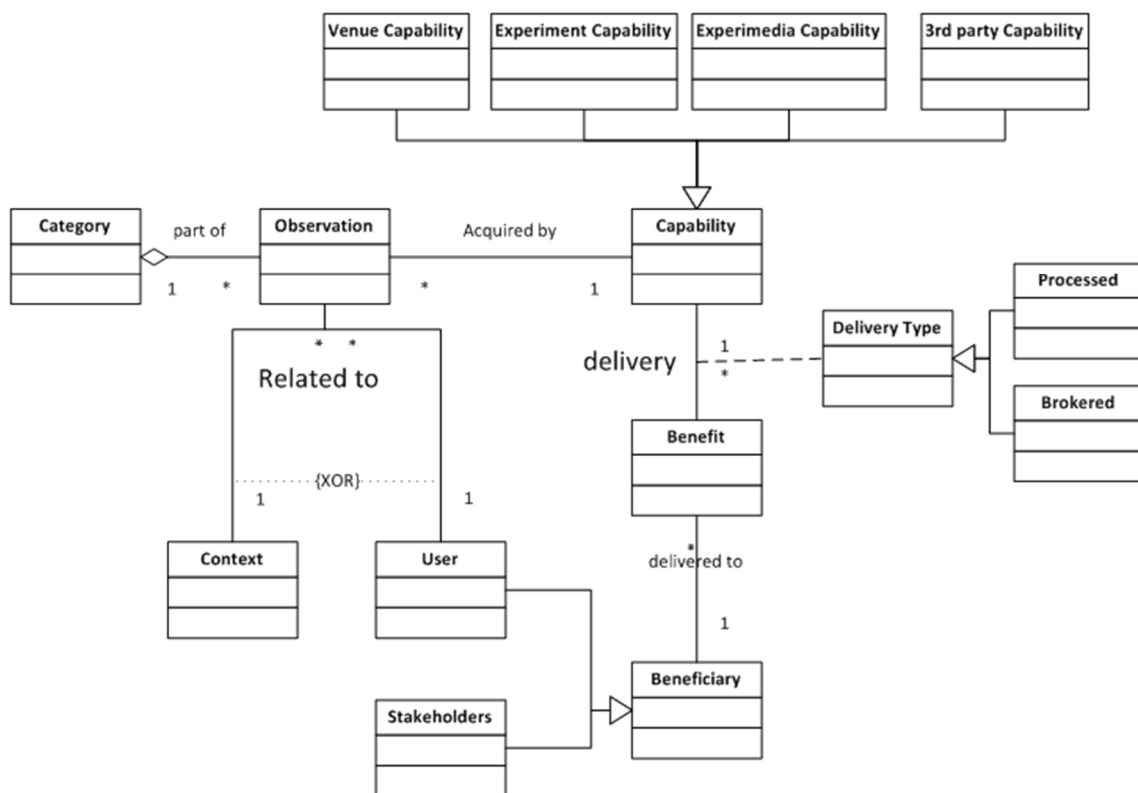 Venue Capability
Experiment Capability
Experimedia Capability
3rd party Capability
Category
part of
1
*
Observation
Acquired by
*
1
Capability
Processed
Delivery Type
Brokered
delivery
1
*
* *
Related to
Benefit
{XOR}
1
1
Context
User
*
delivered to
1
Beneficiary
Stakeholders